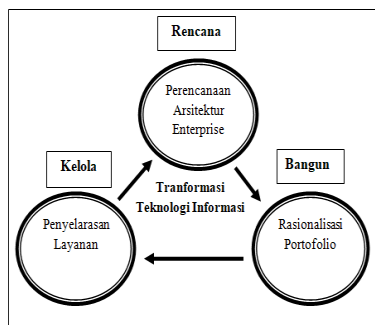 Rencana
Perencanaan
Arsitektur
Enterprise
Kelola
Bangun
Tranformasi
Teknologi Informasi
Penyelarasan
Layanan
Rasionalisasi
Portofolio